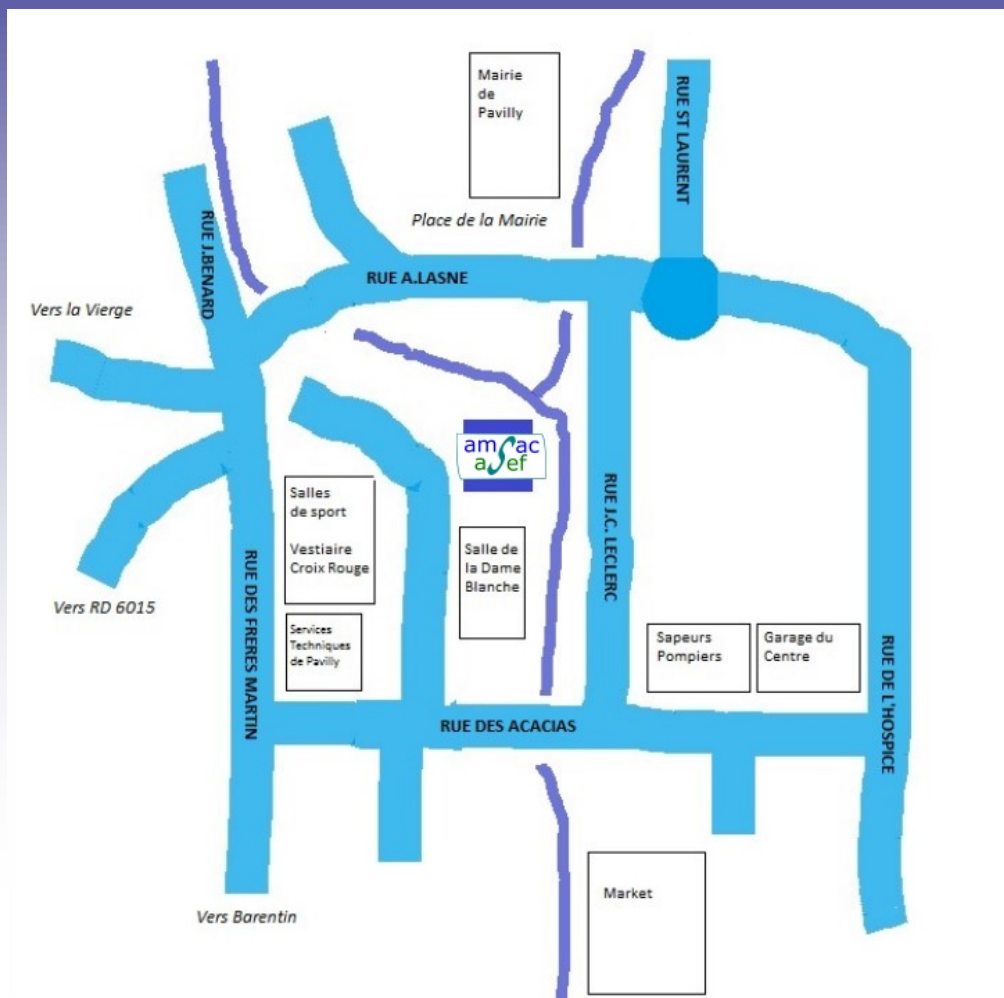 Mairie
de
Pavilly
RUE ST LAURENT
Place de la Mairie
RUE J.BENARD
RUE A.LASNE
Vers la Vierge
amSac
aSef
Salles
de sport
Vestiaire
Croix Rouge
Salle de
la Dame
Blanche
RUE J.C. LECLERC
RUE DES FRERES MARTIN
Vers RD 6015
Services
Techniques
de Pavilly
Sapeurs
Pompiers
Garage du
Centre
RUE DE L'HOSPICE
RUE DES ACACIAS
Market
Vers Barentin